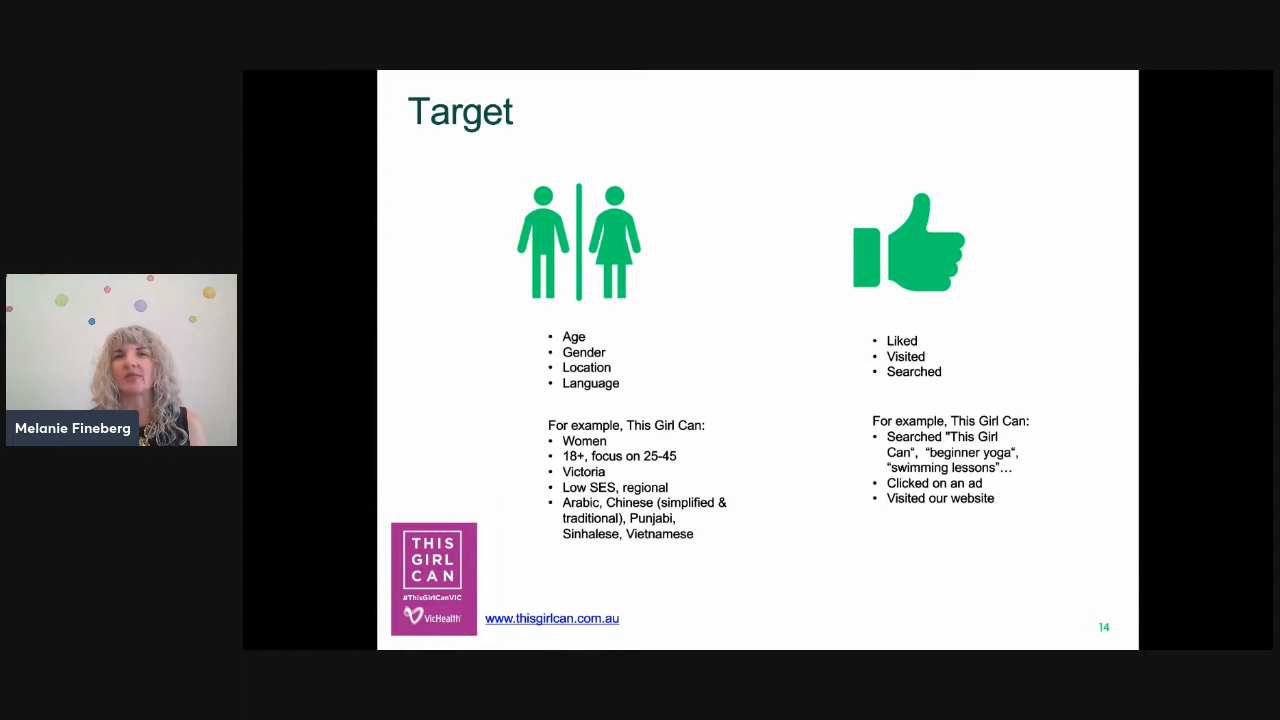 Target
• Age
• Gender
• Location
• Language
For example, This Girl Can:
• Women
• 18+, focus on 25-45
• Victoria
• Low SES, regional
• Arabic, Chinese (simplified &
traditional), Punjabi,
Sinhalese, Vietnamese
• Liked
• Visited
• Searched
For example, This Girl Can:
• Searched "This Girl
Can“, “beginner yoga“,
“swimming lessons”…
• Clicked on an ad
• Visited our website
THIS
GIRL
CAN
#ThisGirlCanVIC
VicHealth
www.thisgirlcan.com.au
14
Melanie Fineberg